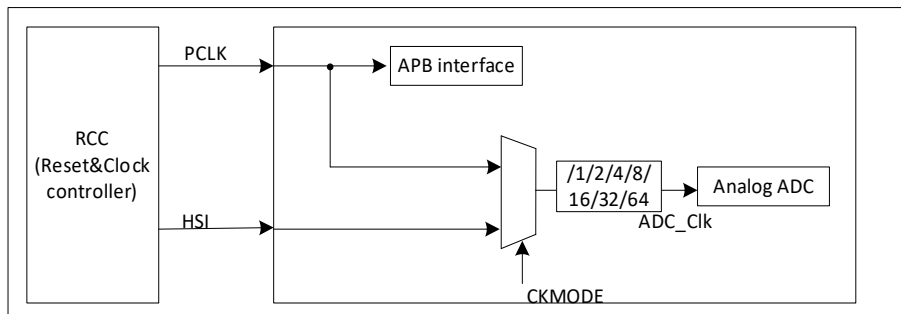 PCLK
APB interface
RCC
(Reset&Clock
controller)
/1/2/4/8/
16/32/64
Analog ADC
HSI
ADC_Clk
CKMODE